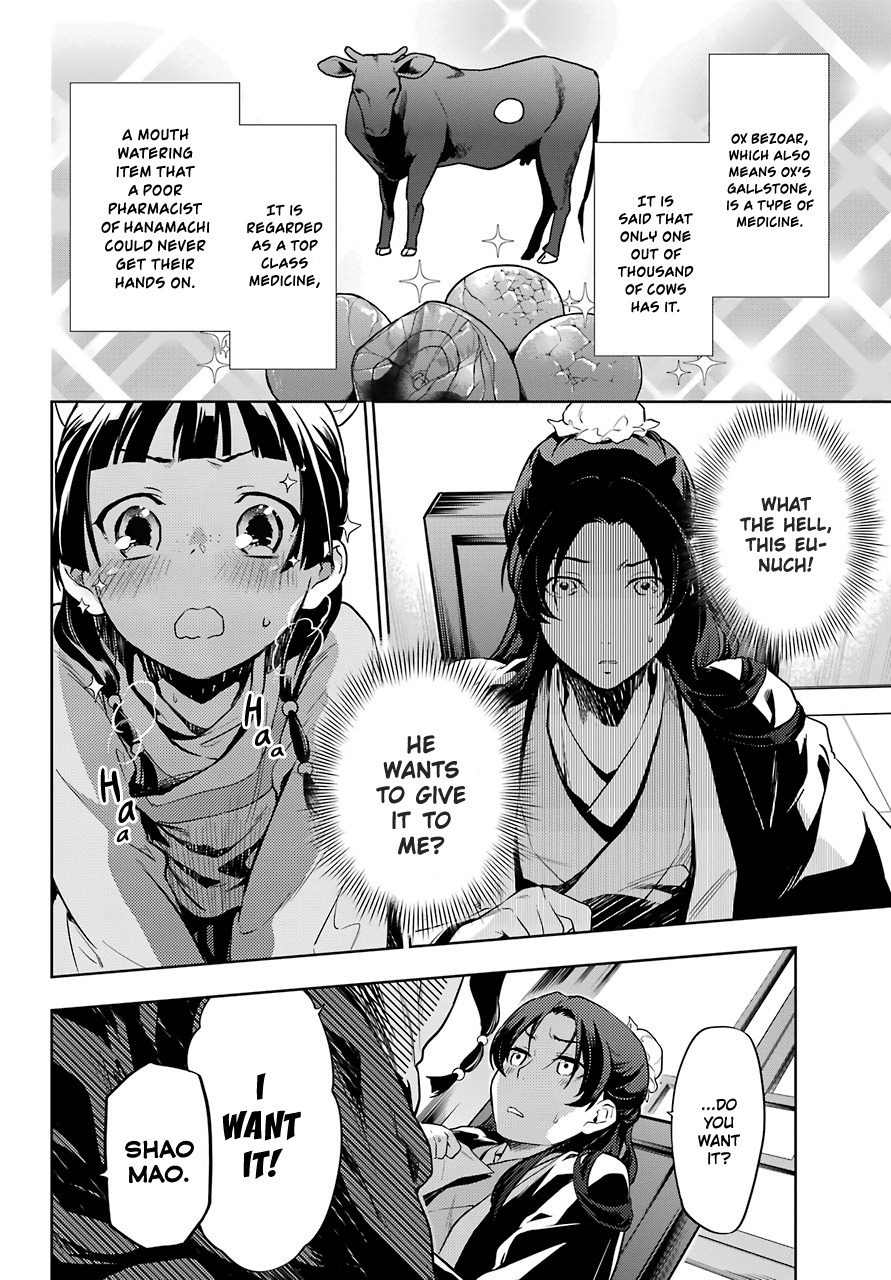 OX BEZOAR,
WHICH ALSO
MEANS OX'S
GALLSTONE,
IS A TYPE OF
MEDICINE.
IT IS
SAID THAT
ONLY ONE
OUT OF
THOUSAND
OF COWS
HAS IT.
IT IS
REGARDED
AS A TOP
CLASS
MEDICINE,
A MOUTH
WATERING
ITEM THAT
A POOR
PHARMACIST
OF HANAMACHI
COULD NEVER
GET THEIR
HANDS ON.
WHAT
THE HELL,
THIS EU-
NUCH!
HE
WANTS
TO GIVE
IT TO
ME?
Haa
Haa
...DO
YOU
WANT
IT?
I
WANT
IT!
SHAO
MAO.